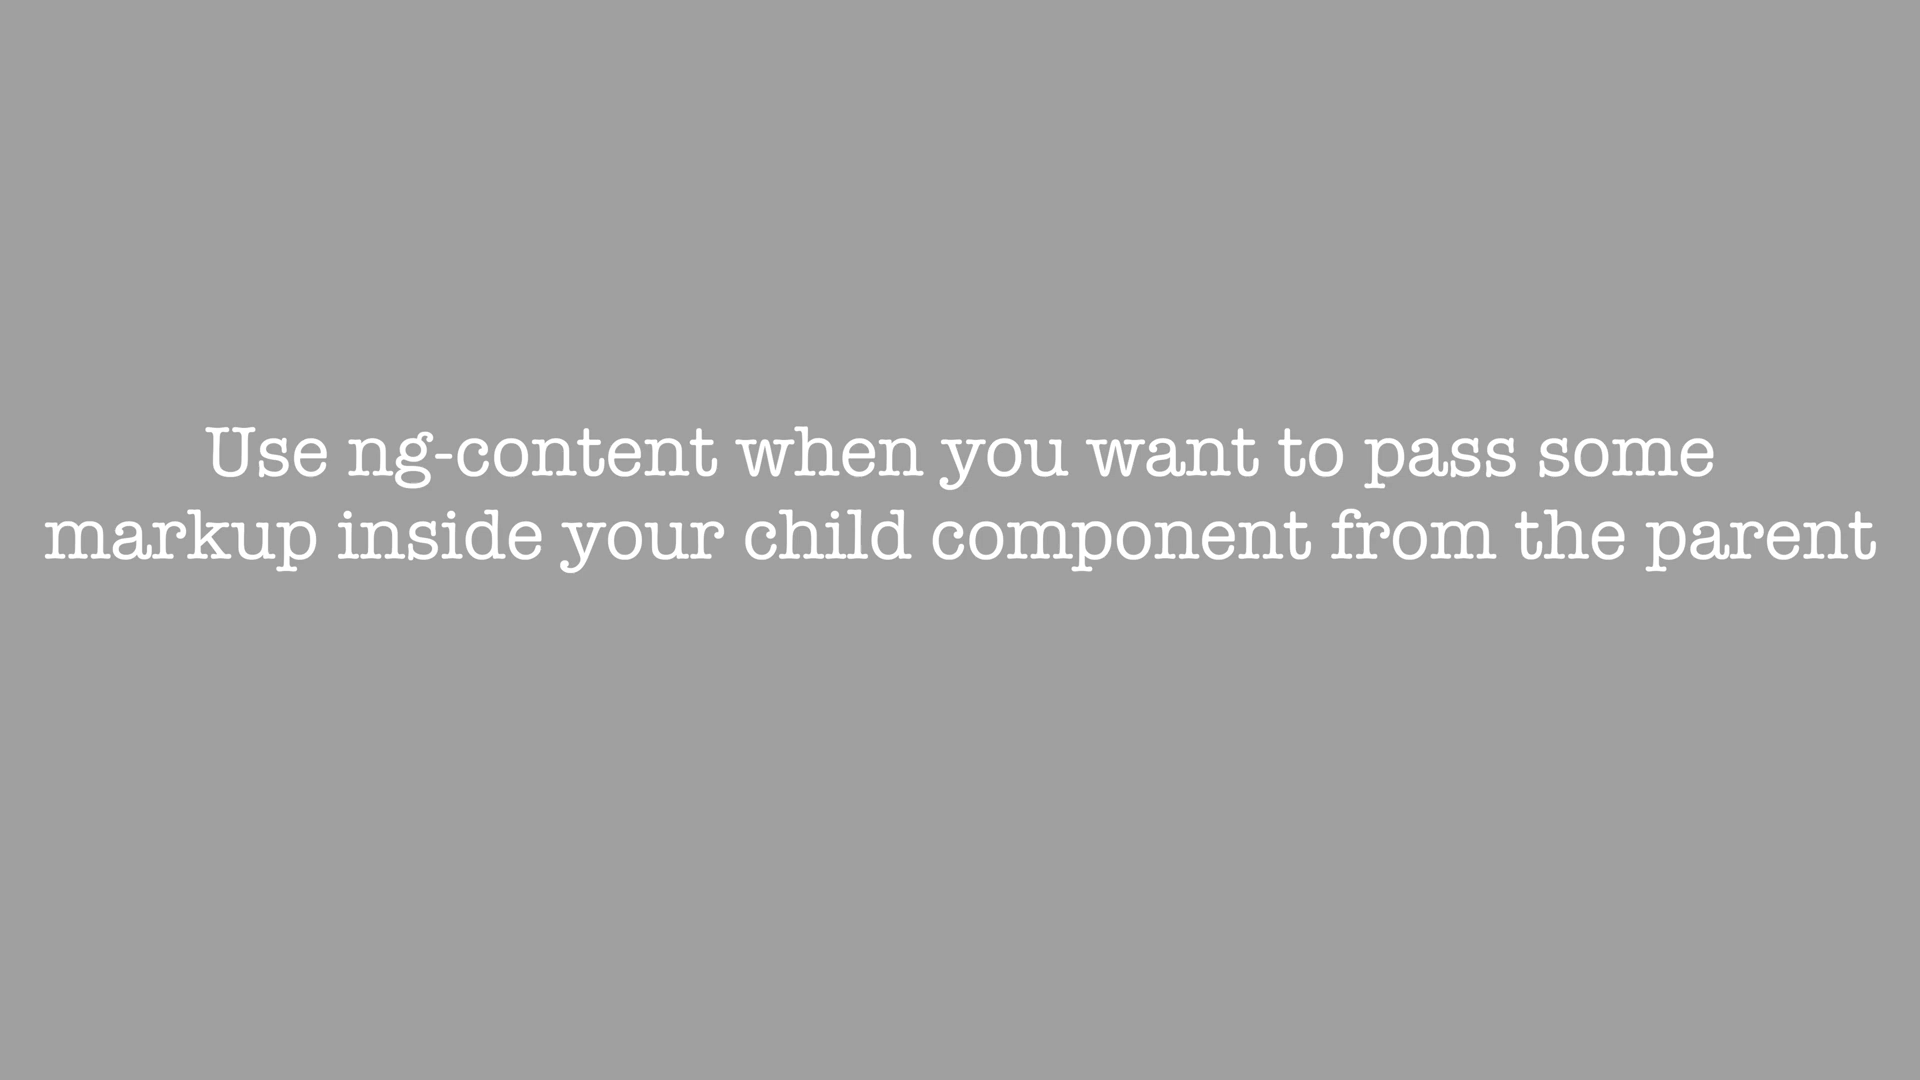 Use ng-content when you want to pass some
markup inside your child component from the parent